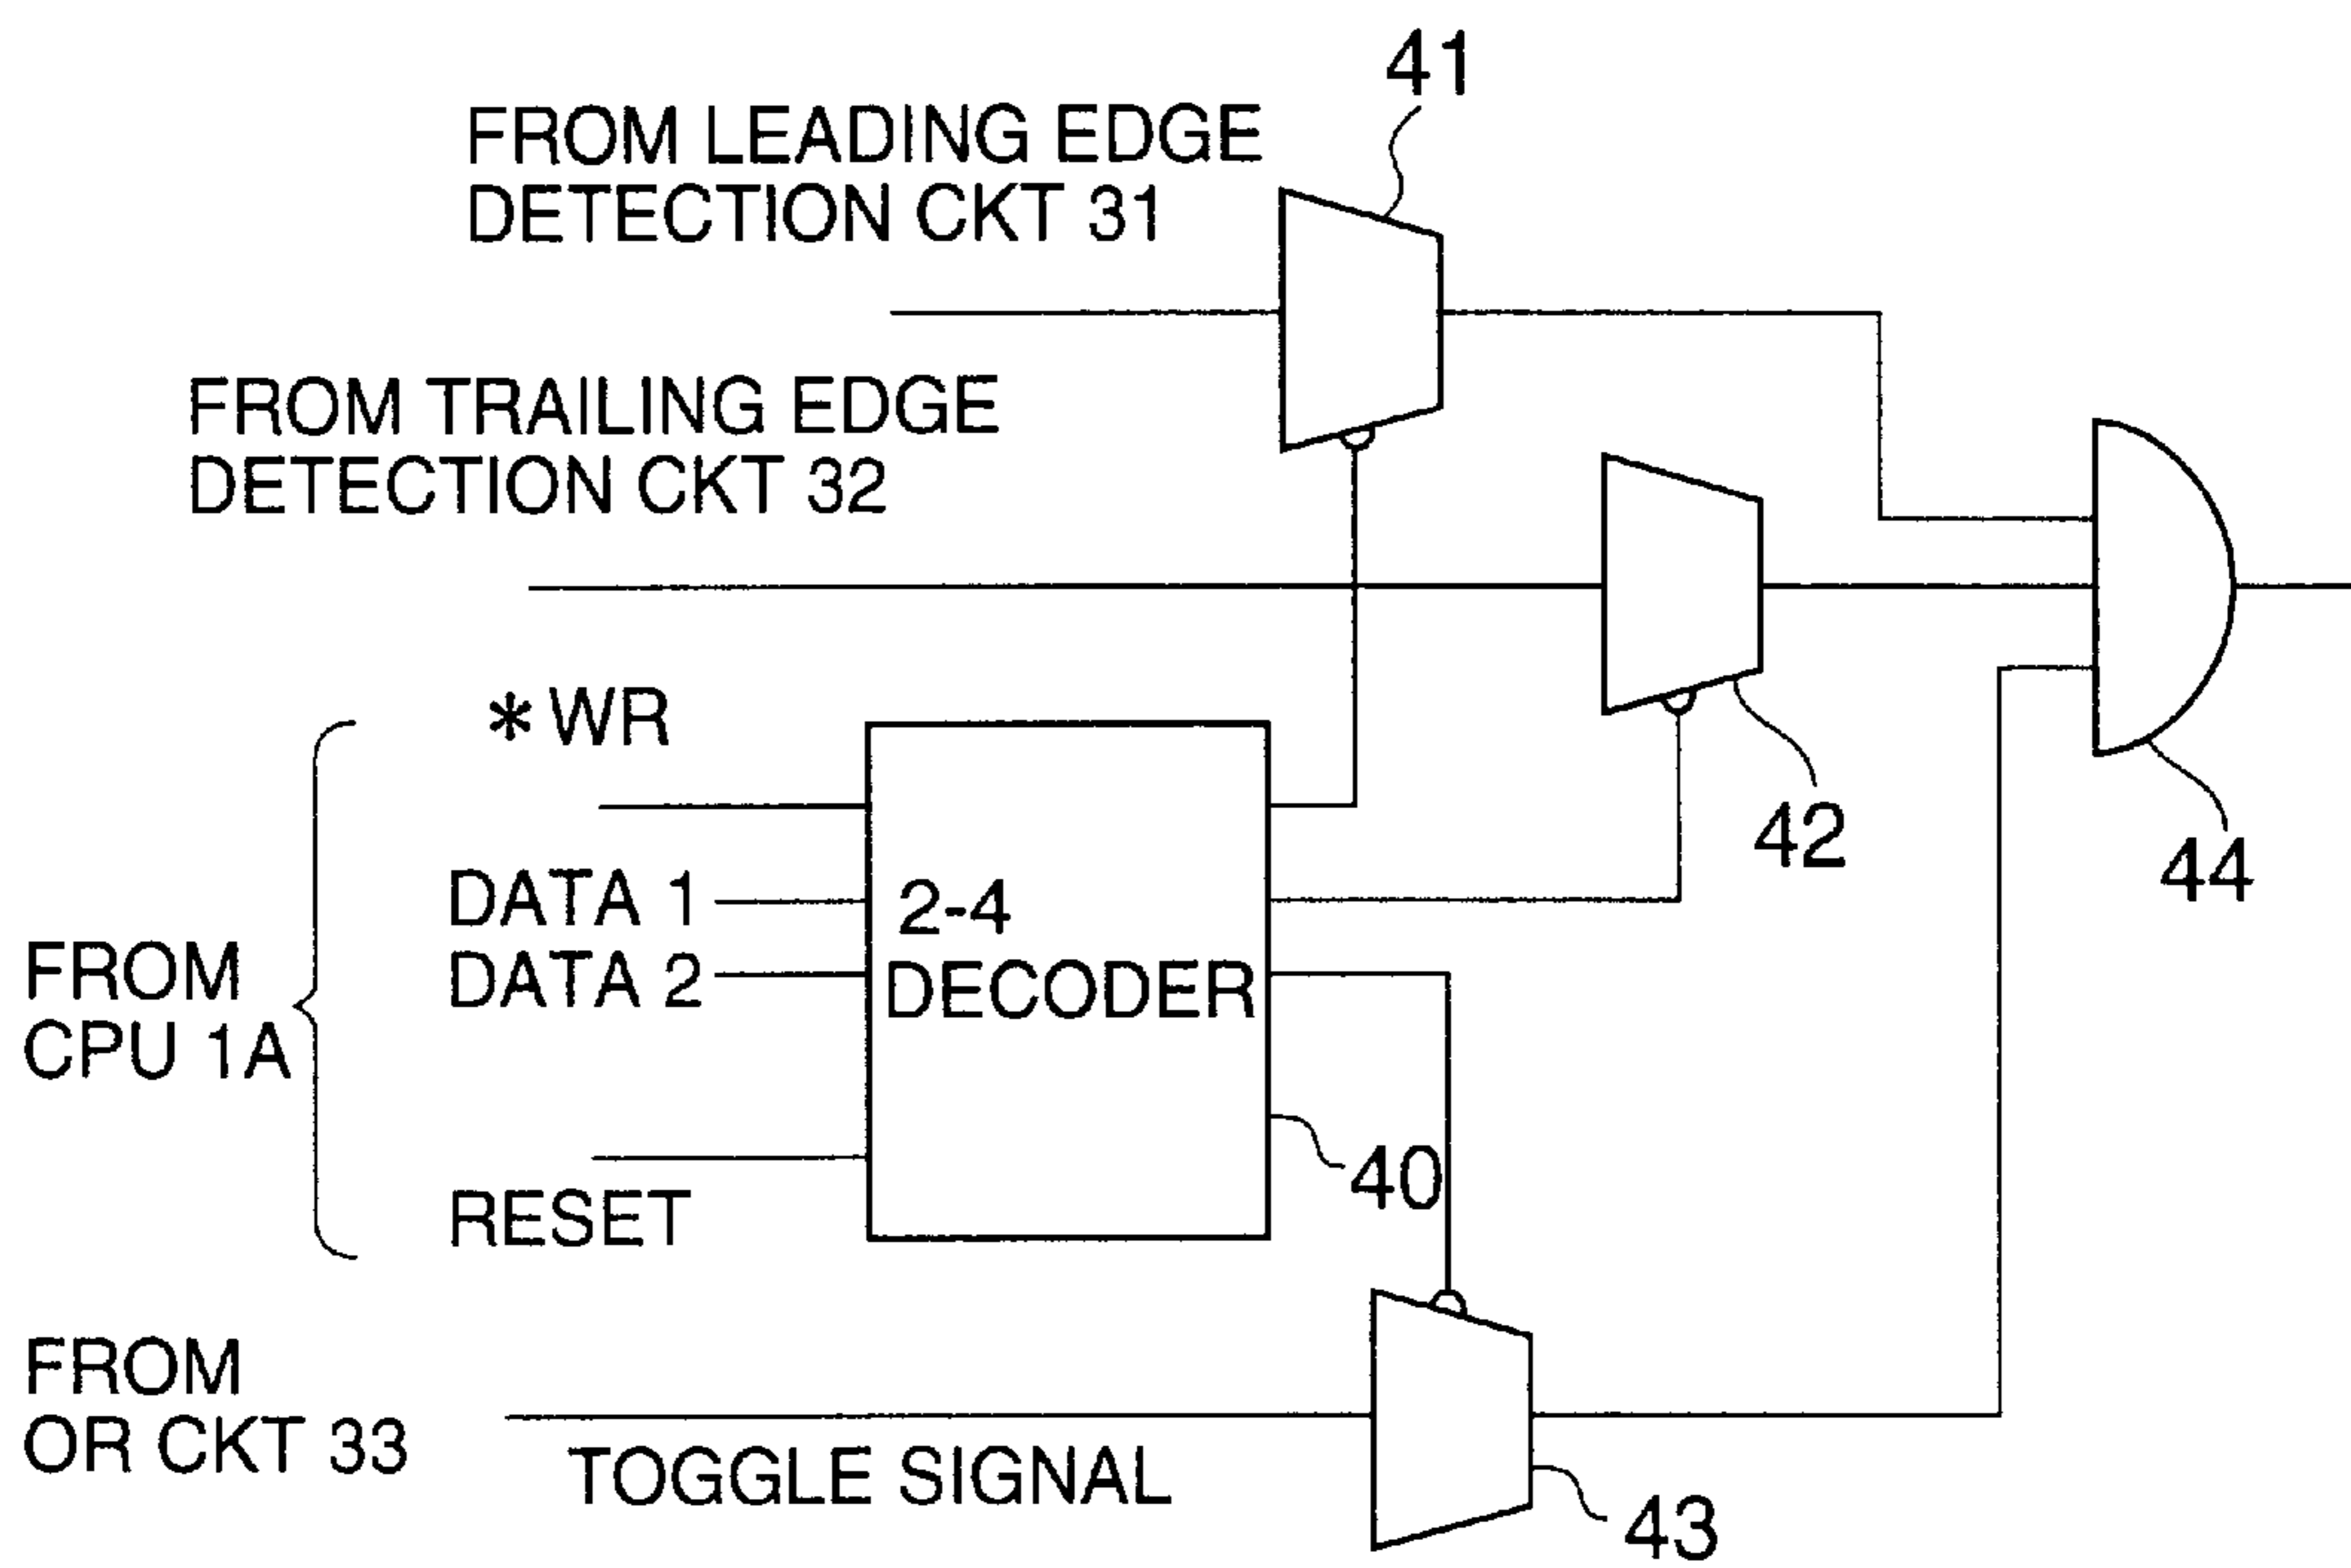 41
FROM LEADING EDGE
DETECTION CKT 31
FROM TRAILING EDGE
DETECTION CKT 32
*WR
42
44
DATA 1
2-4
DATA 2
DECODER
FROM
CPU 1A
40
RESET
FROM
OR CKT 33
TOGGLE SIGNAL
43